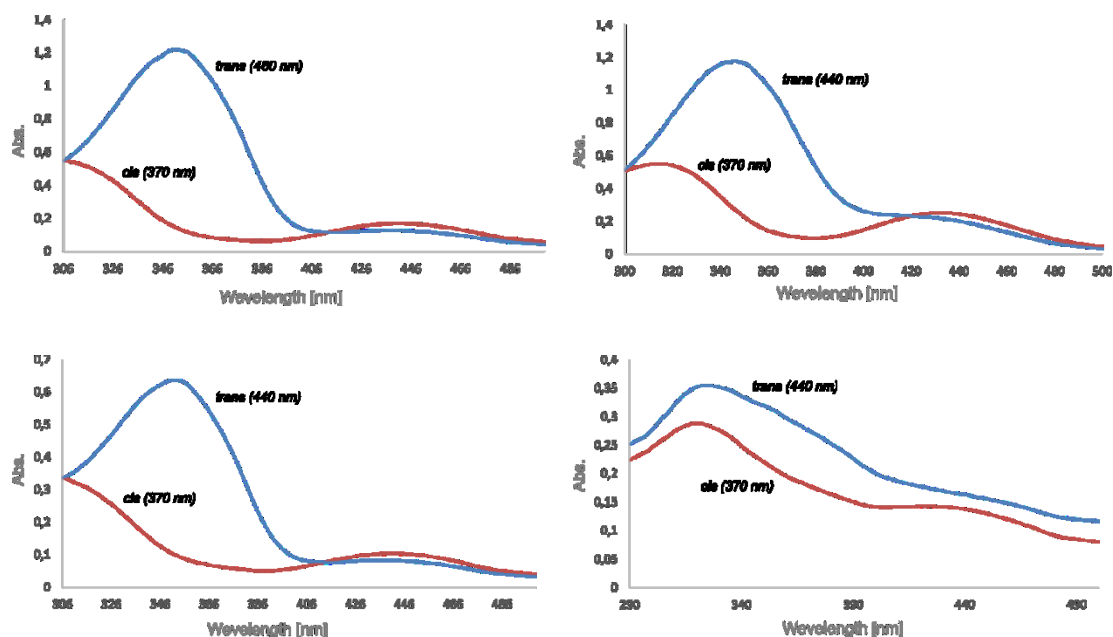 1,4
1,2
trans (460 nm)
1
0,8
Abs.
0,6
cis (370 nm)
0,4
0,2
0
306 326 346 366 386 406 426 446 466 486
Wavelength [nm]
1,4
1,2
trans (440 nm)
1
0,8
Abs.
0,6
cis (370 nm)
0,4
0,2
0
300 320 340 360 380 400 420 440 460 480 500
Wavelength [nm]
0,7
0,6
trans (440 nm)
0,5
0,4
Abs.
0,3
cis (370 nm)
0,2
0,1
0
306 326 346 366 386 406 426 446 466 486
Wavelength [nm]
0,4
trans (440 nm)
0,35
0,3
0,25
Abs.
0,2
cis (370 nm)
0,15
0,1
0,05
0
290 340 390 440 490
Wavelength [nm]